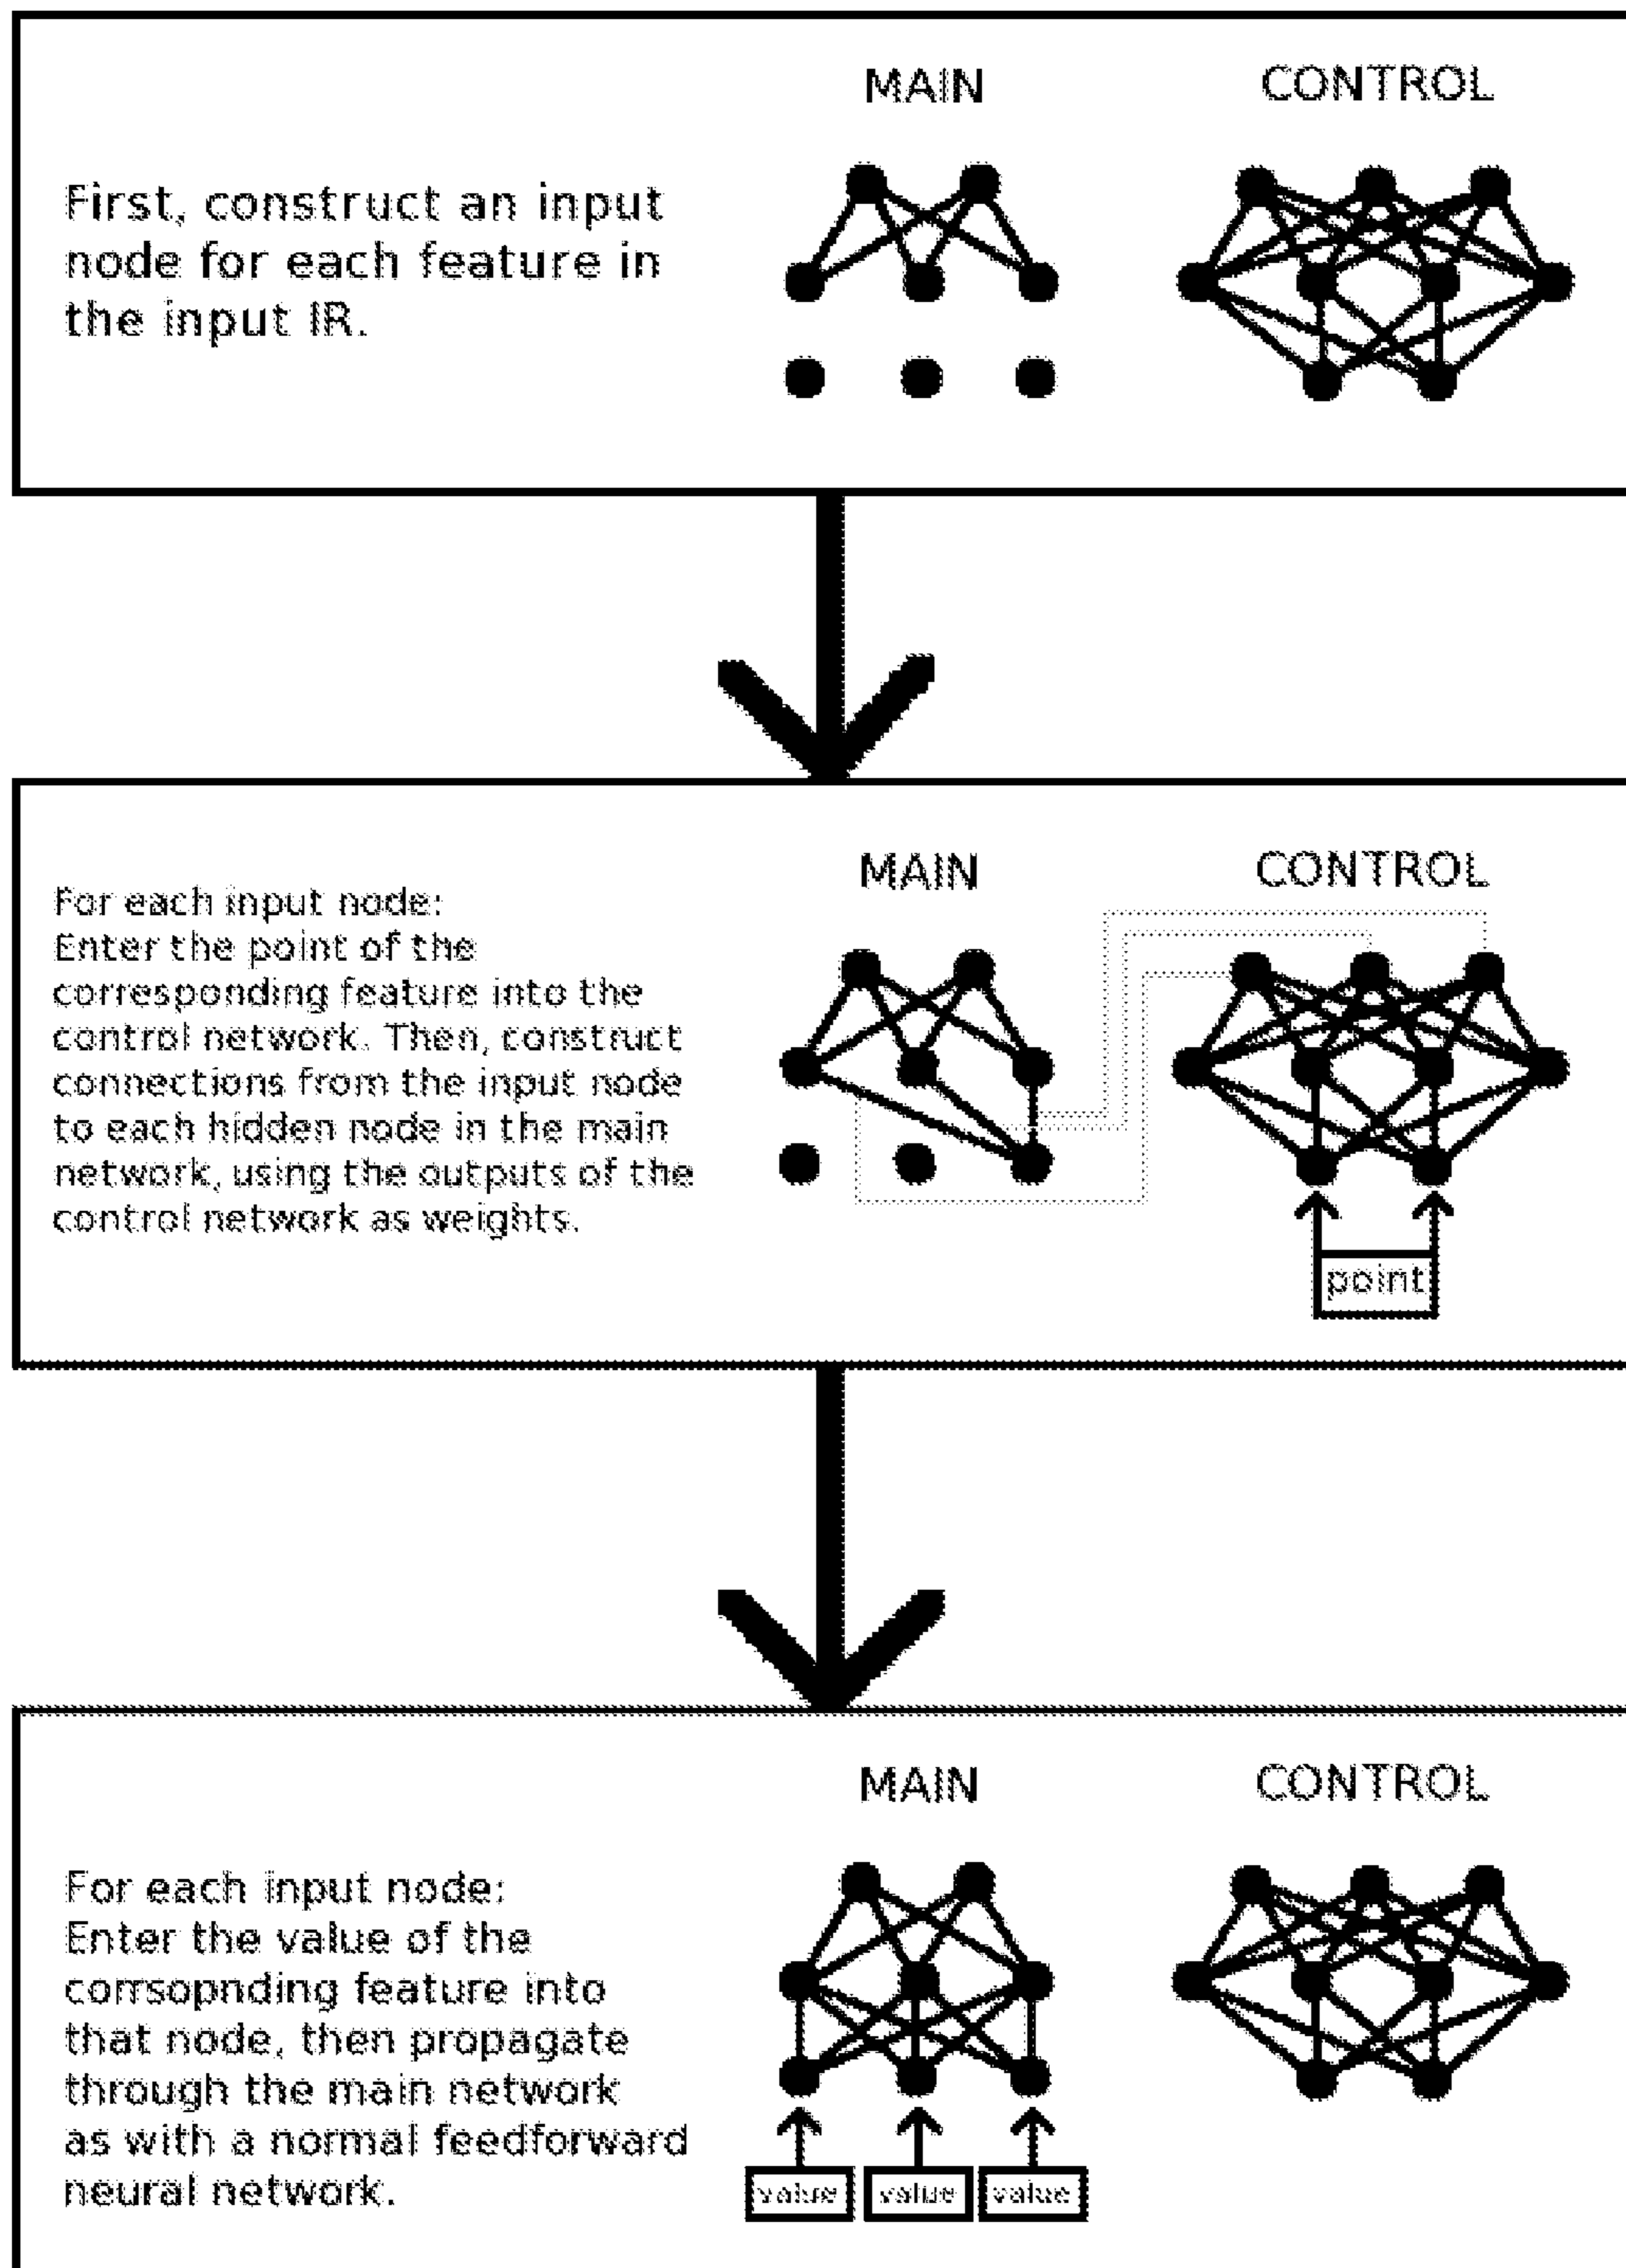 MAIN CONTROL
First, construct an input
node for each feature in
the input IR.
MAIN CONTROL
For each input node:
Enter the point of the
corresponding feature into the
control network. Then, construct
connections from the input node
to each hidden node in the main
network, using the outputs of the
control network as weights.
point
MAIN CONTROL
For each input node:
Enter the value of the
corrsopnding feature into
that node, then propagate
through the main network
as with a normal feedforward
neural network.
value value value